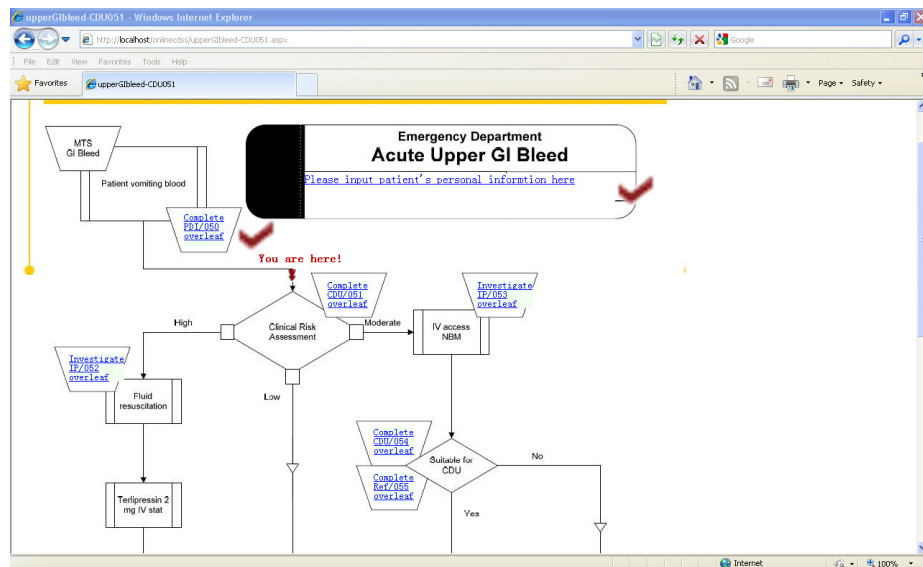 upperGIbleed-CDU051 - Windows Internet Explorer
http://localhost/onlinecdss/upperGIbleed-CDU051.aspx
Google
File Edit View Favorites Tools Help
Favorites
upperGIbleed-CDU051
Page
Safety
MTS
GI Bleed
Patient vomiting blood
Complete
PDI/050
overleaf
Emergency Department
Acute Upper GI Bleed
Please input patient's personal informtion here
You are here!
Complete
CDU/051
overleaf
Investigate
IP/053
overleaf
High
Clinical Risk
Assessment
Moderate
IV access
NBM
Investigate
IP/052
overleaf
Fluid
resuscitation
Low
Complete
CDU/054
overleaf
Suitable for
CDU
No
Complete
Ref/055
overleaf
Terlipressin 2
mg IV stat
Yes
Internet
100%